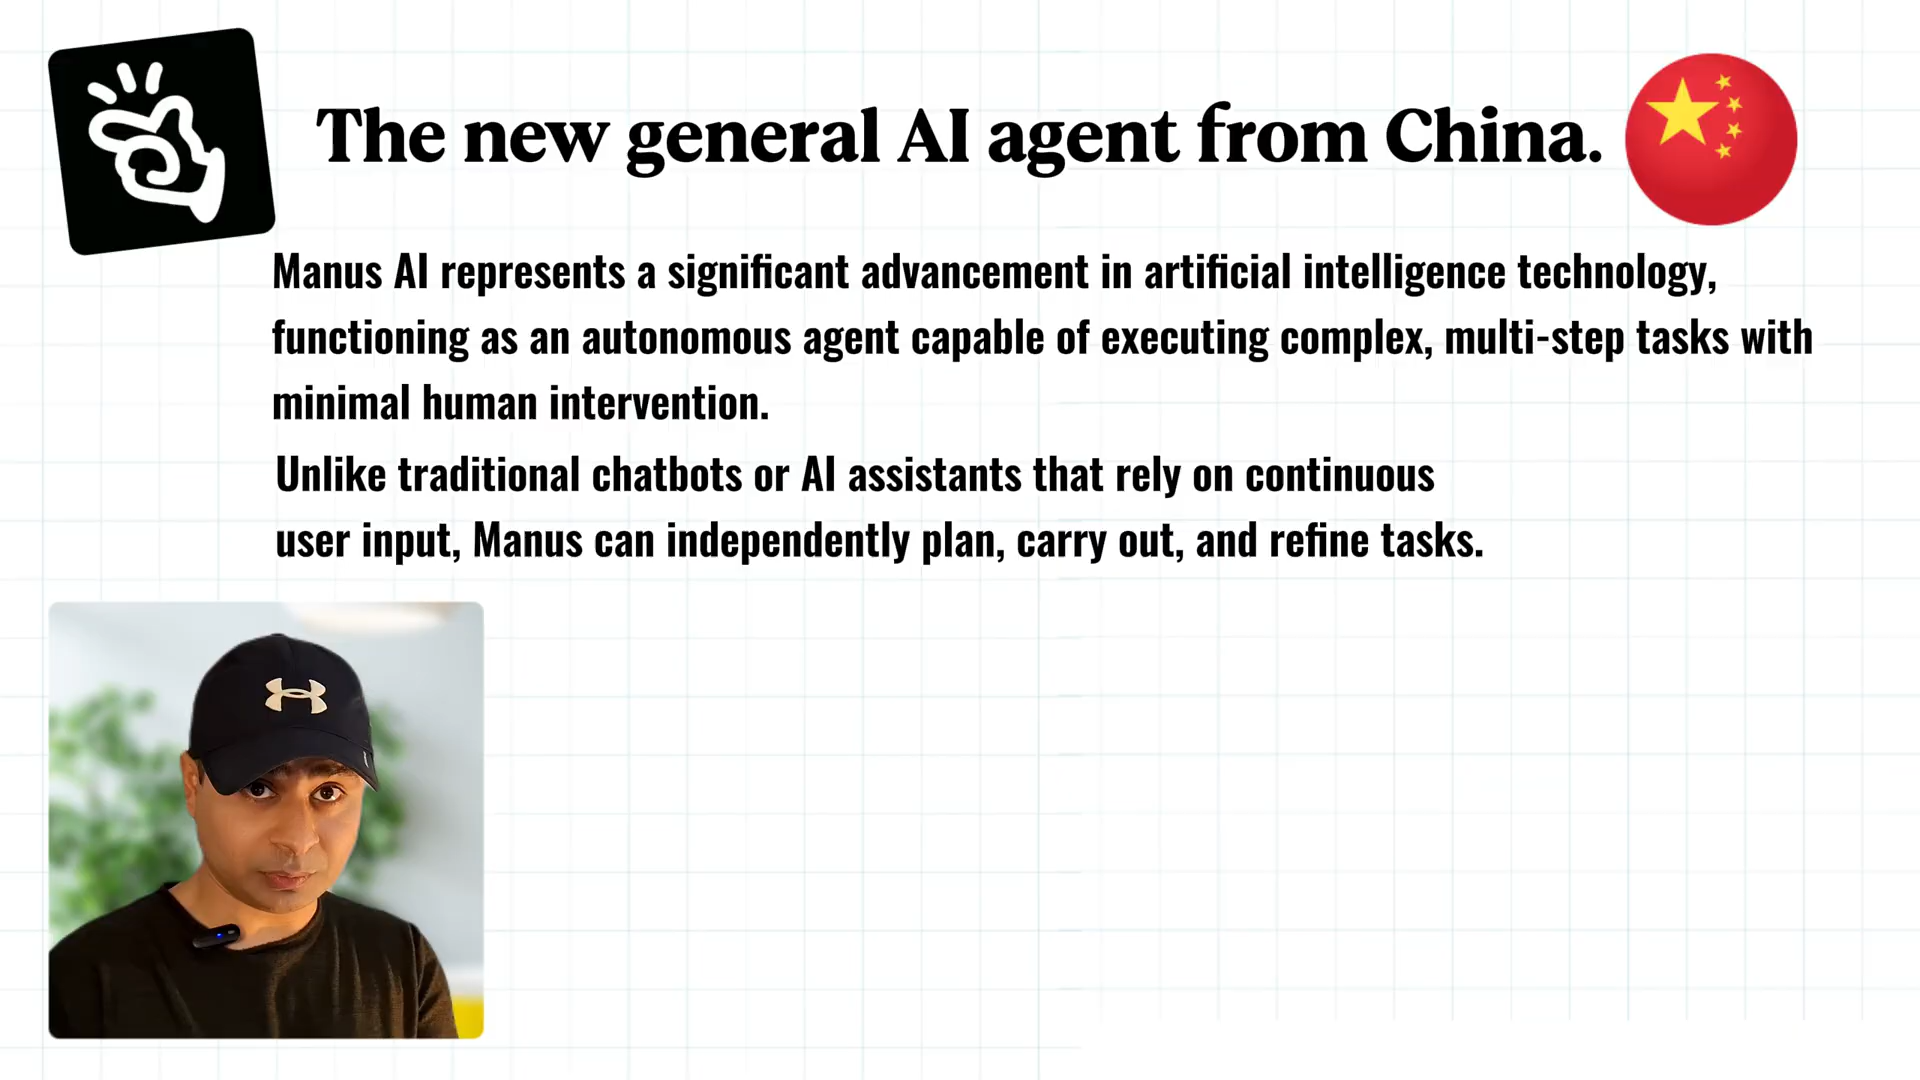 The new general AI agent from China.
Manus AI represents a significant advancement in artificial intelligence technology,
functioning as an autonomous agent capable of executing complex, multi-step tasks with
minimal human intervention.
Unlike traditional chatbots or AI assistants that rely on continuous
user input, Manus can independently plan, carry out, and refine tasks.